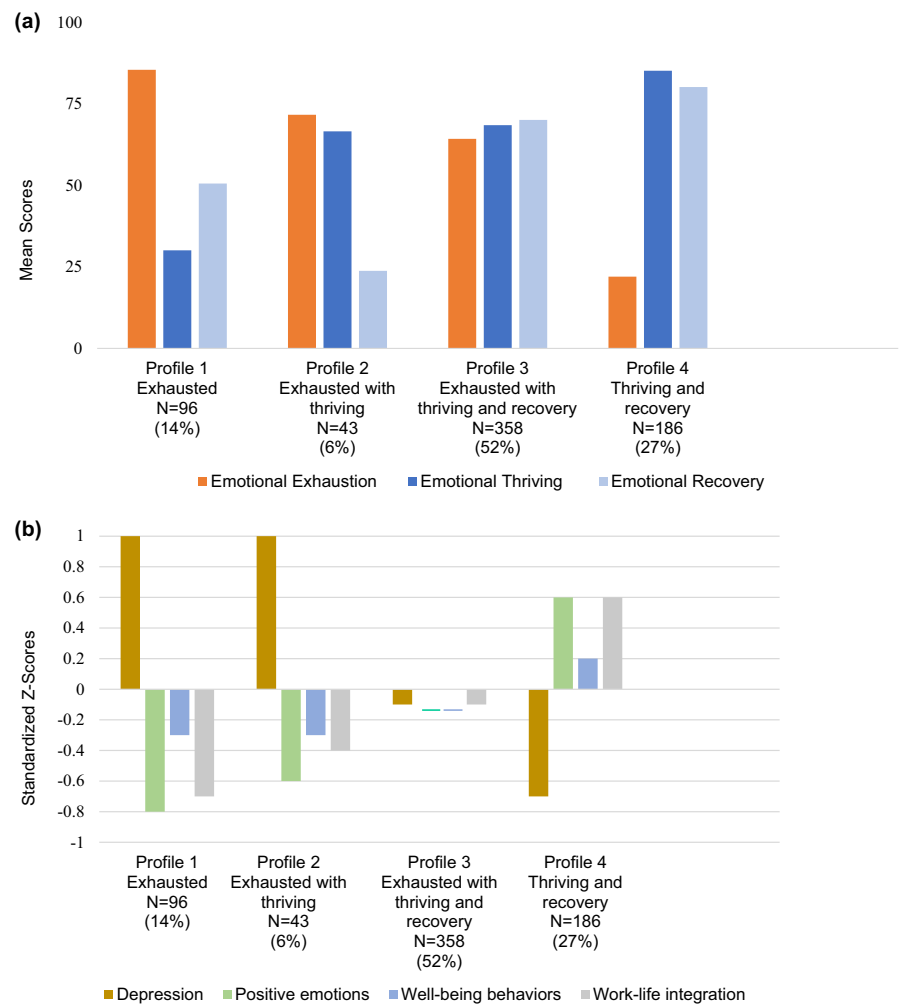 (a)
100
75
50
25
0
Mean Scores
Profile 1
Exhausted
N=96
(14%)
Profile 2
Exhausted with
thriving
N=43
(6%)
Profile 3
Exhausted with
thriving and recovery
N=358
(52%)
Profile 4
Thriving and
recovery
N=186
(27%)
Emotional Exhaustion
Emotional Thriving
Emotional Recovery
(b)
1
0.8
0.6
0.4
0.2
0
-0.2
-0.4
-0.6
-0.8
-1
Standardized Z-Scores
Profile 1
Exhausted
N=96
(14%)
Profile 2
Exhausted with
thriving
N=43
(6%)
Profile 3
Exhausted with
thriving and
recovery
N=358
(52%)
Profile 4
Thriving and
recovery
N=186
(27%)
Depression
Positive emotions
Well-being behaviors
Work-life integration